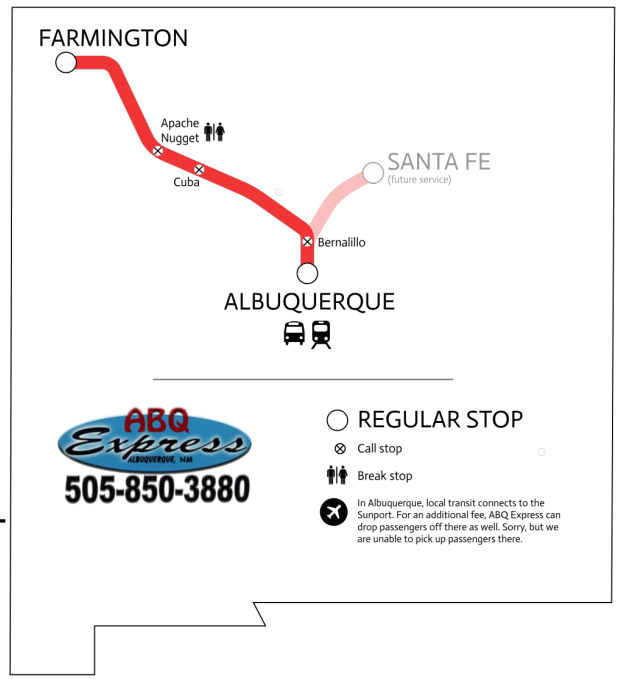 FARMINGTON
Apache
Nugget
Cuba
SANTA FE
(future service)
Bernalillo
ALBUQUERQUE
ABQ
Express
ALBUQUERQUE, N.M.
505-850-3880
REGULAR STOP
Call stop
Break stop
In Albuquerque, local transit connects to the
Sunport. For an additional fee, ABQ Express can
drop passengers off there as well. Sorry, but we
are unable to pick up passengers there.